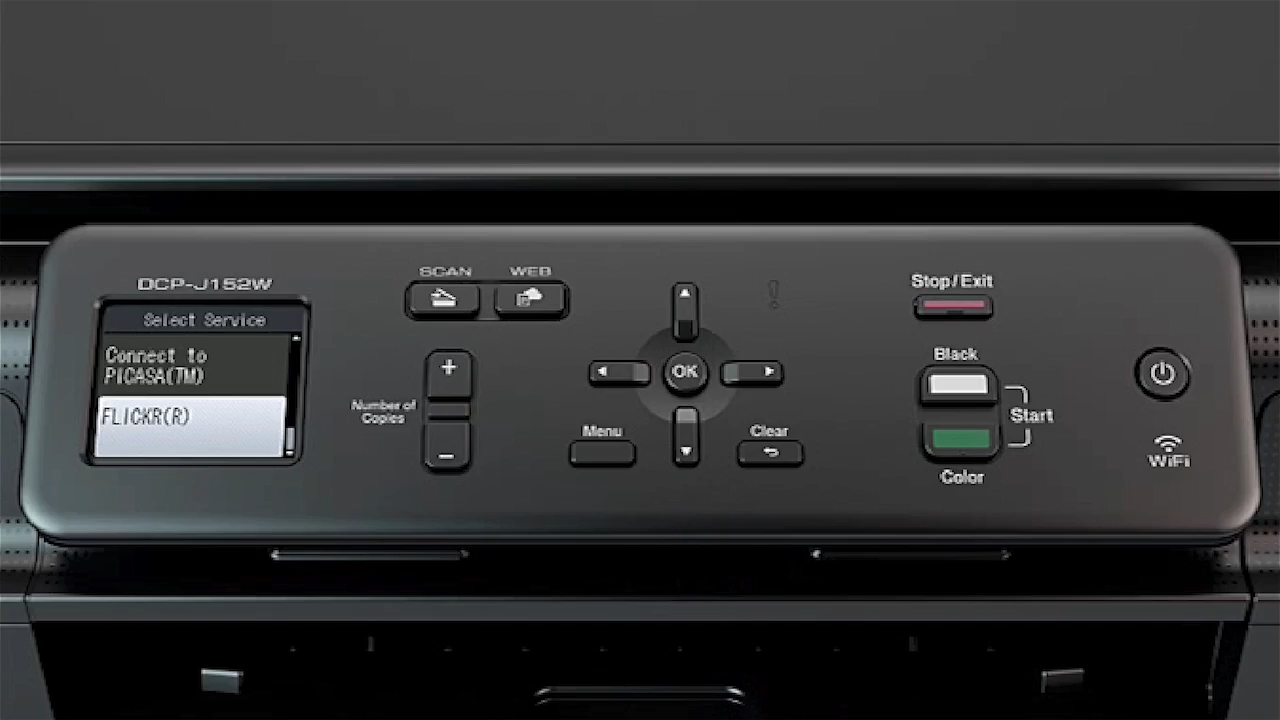 DCP-J152W
Select Service
Connect to
PICASA(TM)
FLICKR(R)
SCAN
WEB
Number of
Copies
+
−
OK
Menu
Clear
!
Stop/Exit
Black
Start
Color
WiFi